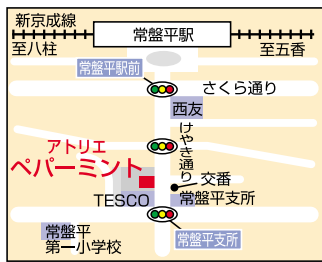 新京成線
常盤平駅
至八柱
至五香
常盤平駅前
さくら通り
西友
けやき通り
アトリエ
ペパーミント
交番
TESCO
常盤平支所
常盤平
第一小学校
常盤平支所